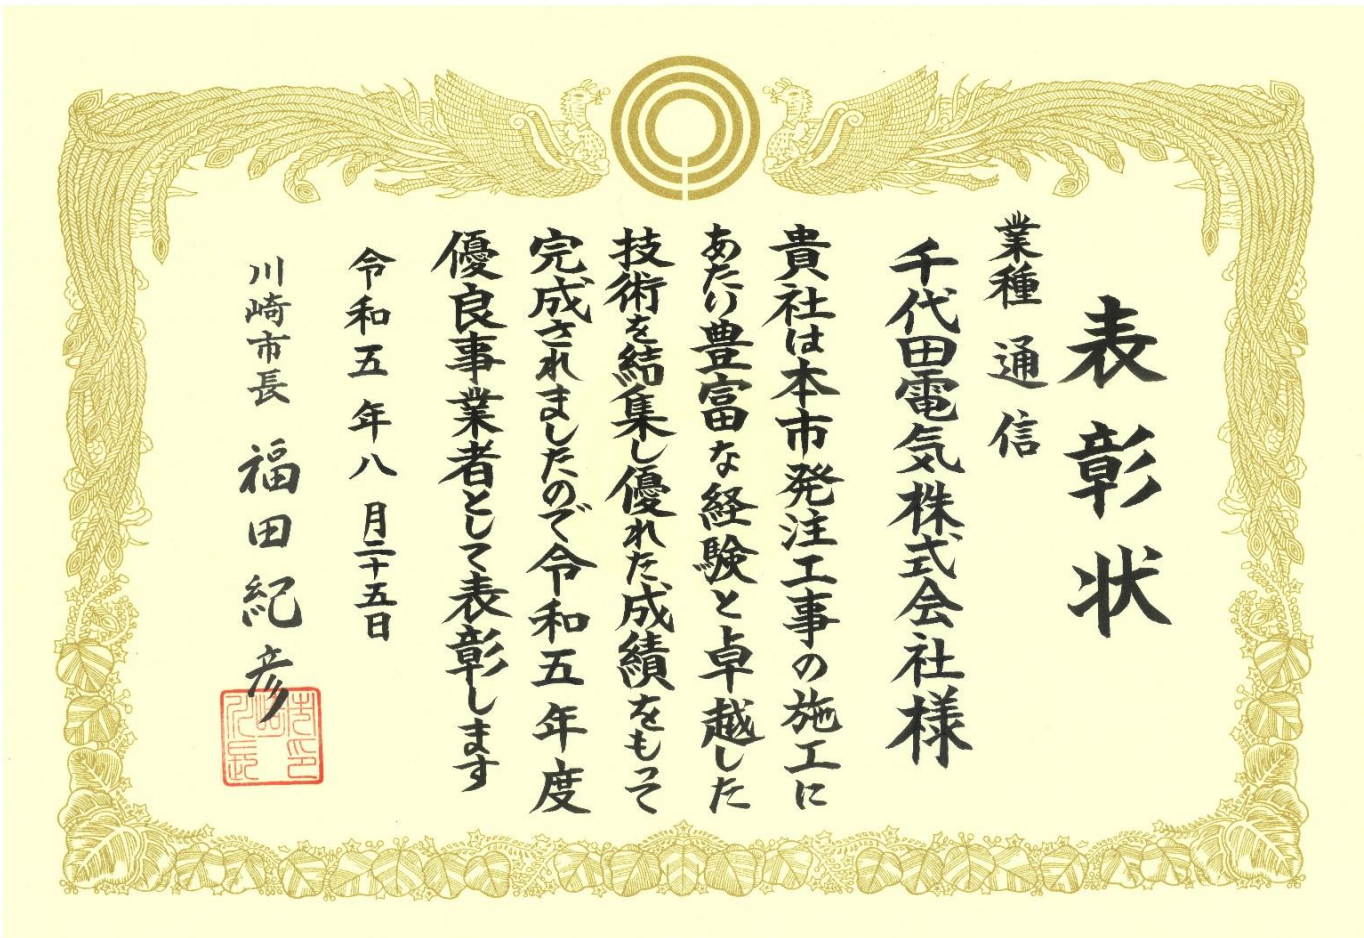 表彰状
業種 通信
千代田電気株式会社様
貴社は本市発注工事の施工に
あたり豊富な経験と卓越した
技術を結集し優れた成績をもって
完成されましたので令和五年度
優良事業者として表彰します
令和五年八月二十五日
川崎市長 福田紀彦